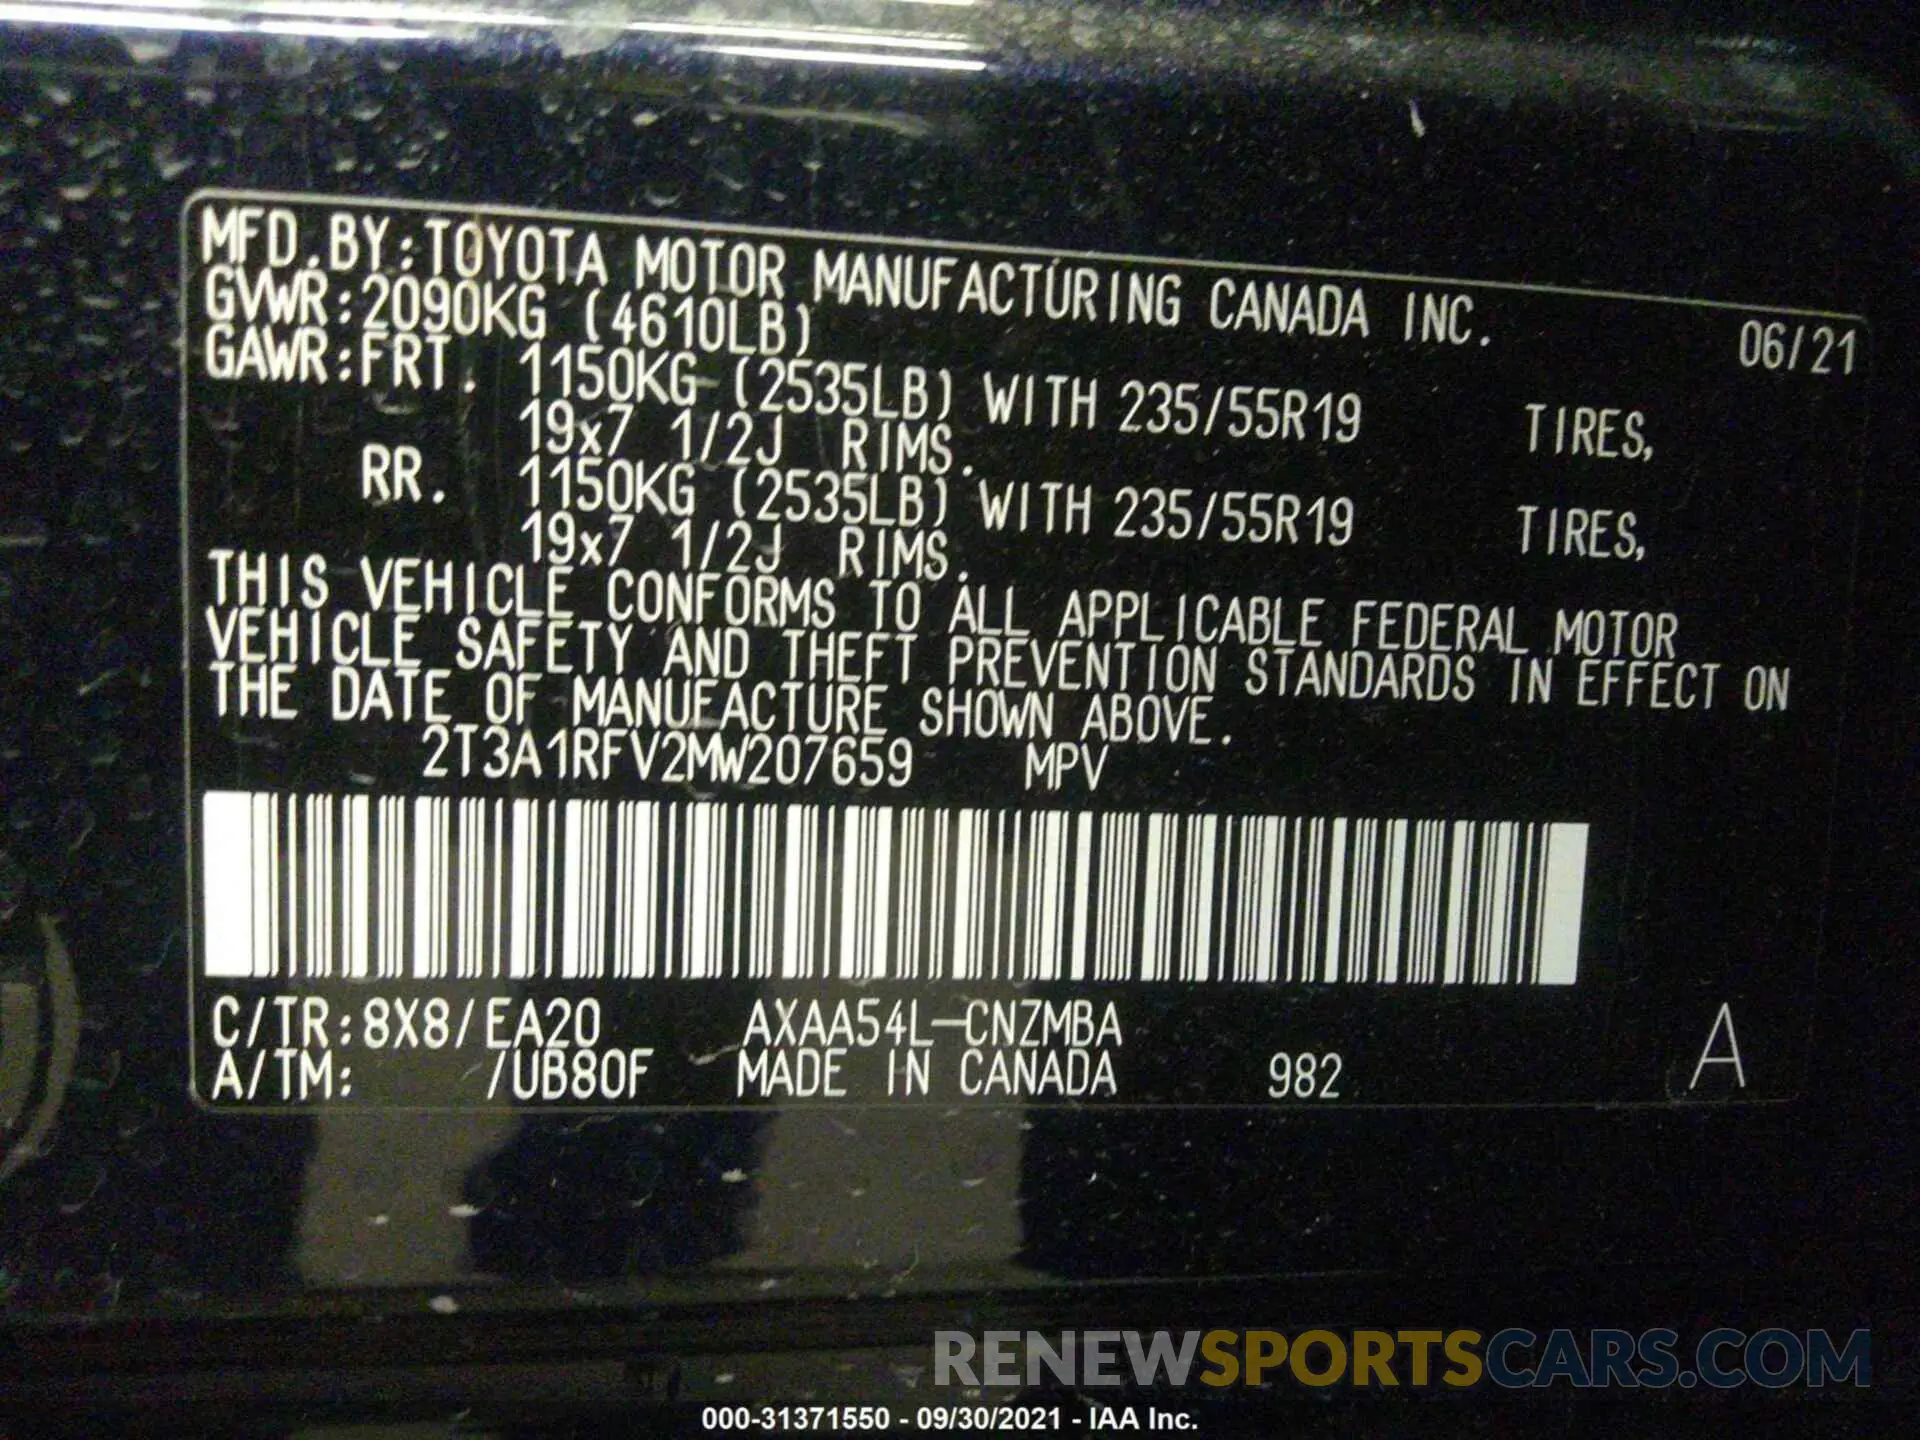 MFD.BY:TOYOTA MOTOR MANUFACTURING CANADA INC. 06/21
GVWR:2090KG (4610LB)
GAWR:FRT. 1150KG (2535LB) WITH 235/55R19 TIRES,
19x7 1/2J RIMS.
RR. 1150KG (2535LB) WITH 235/55R19 TIRES,
19x7 1/2J RIMS.
THIS VEHICLE CONFORMS TO ALL APPLICABLE FEDERAL MOTOR
VEHICLE SAFETY AND THEFT PREVENTION STANDARDS IN EFFECT ON
THE DATE OF MANUFACTURE SHOWN ABOVE.
2T3A1RFV2MW207659 MPV
C/TR:8X8/EA20 AXAA54L-CNZMBA
A/TM: /UB80F MADE IN CANADA 982 A
RENEWSPORTSCARS.COM
000-31371550 - 09/30/2021 - IAA Inc.